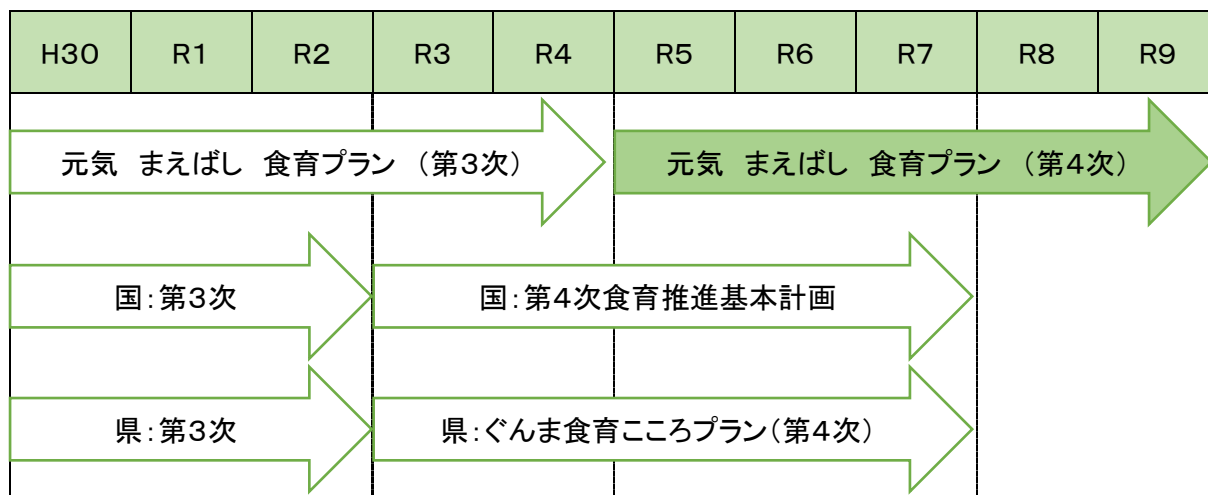 H30 R1 R2 R3 R4 R5 R6 R7 R8 R9
元気 まえばし 食育プラン （第３次） 元気 まえばし 食育プラン （第４次）
国：第３次 国：第４次食育推進基本計画
県：第３次 県：ぐんま食育こころプラン（第４次）